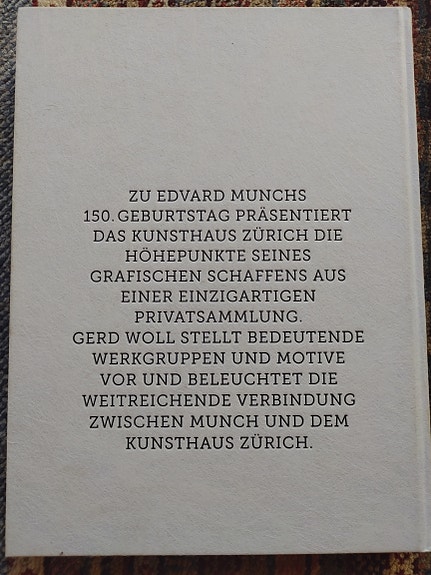 ZU EDVARD MUNCHS
150. GEBURTSTAG PRÄSENTIERT
DAS KUNSTHAUS ZÜRICH DIE
HÖHEPUNKTE SEINES
GRAFISCHEN SCHAFFENS AUS
EINER EINZIGARTIGEN
PRIVATSAMMLUNG.
GERD WOLL STELLT BEDEUTENDE
WERKGRUPPEN UND MOTIVE
VOR UND BELEUCHTET DIE
WEITREICHENDE VERBINDUNG
ZWISCHEN MUNCH UND DEM
KUNSTHAUS ZÜRICH.